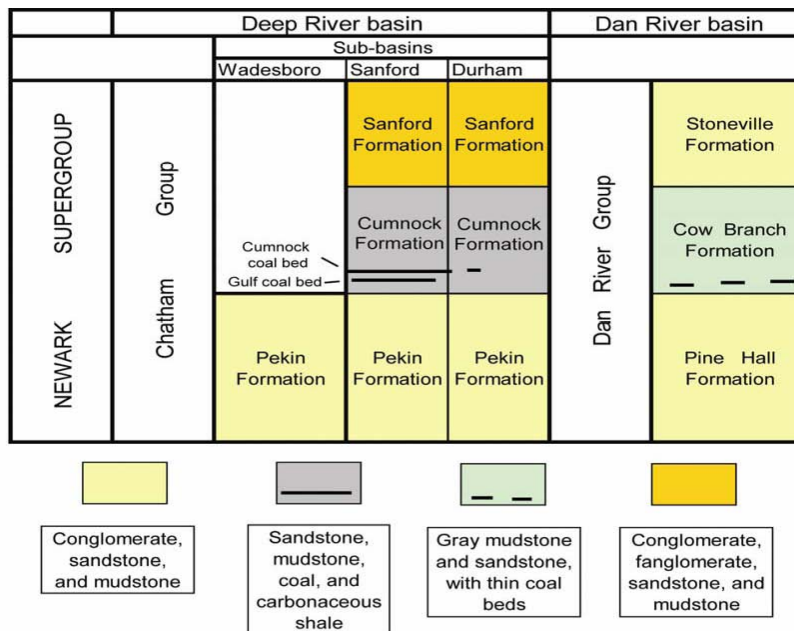 Deep River basin
Dan River basin
Sub-basins
Wadesboro
Sanford
Durham
NEWARK SUPERGROUP
Chatham Group
Sanford
Formation
Sanford
Formation
Cumnock
Formation
Cumnock
Formation
Cumnock
coal bed
Gulf coal bed
Pekin
Formation
Pekin
Formation
Pekin
Formation
Dan River Group
Stoneville
Formation
Cow Branch
Formation
Pine Hall
Formation
Conglomerate,
sandstone,
and mudstone
Sandstone,
mudstone,
coal, and
carbonaceous
shale
Gray mudstone
and sandstone,
with thin coal
beds
Conglomerate,
fanglomerate,
sandstone, and
mudstone